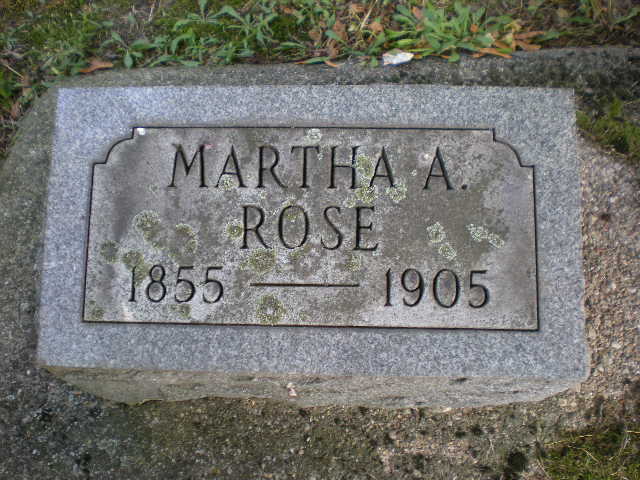 MARTHA A.
ROSE
1855 — 1905